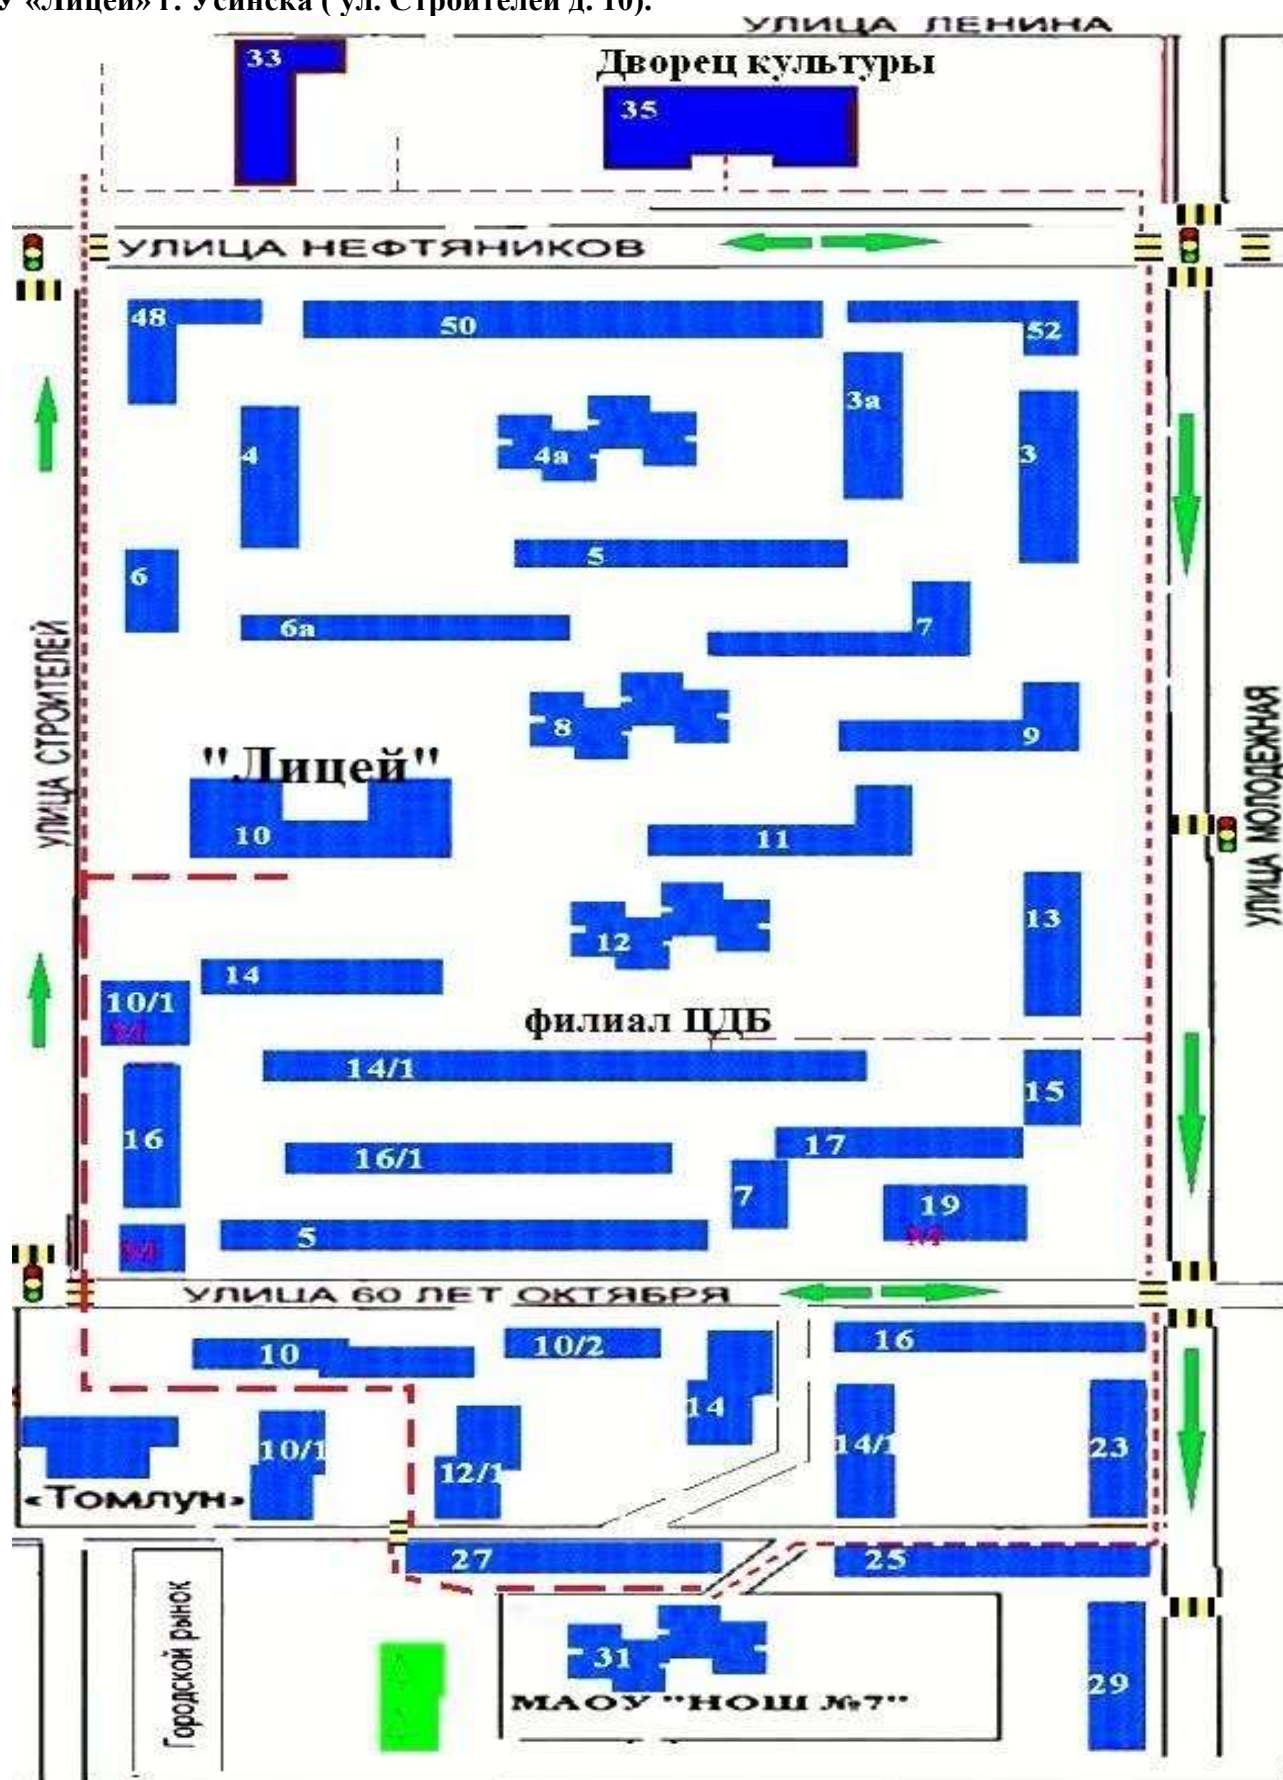 «Лицей» г. Усинска ( ул. Строителей д. 10).
УЛИЦА ЛЕНИНА
33
Дворец культуры
35
УЛИЦА НЕФТЯНИКОВ
48
50
52
3а
4
4а
3
5
6
6а
7
УЛИЦА СТРОИТЕЛЕЙ
8
9
"Лицей"
10
11
УЛИЦА МОЛОДЕЖНАЯ
12
13
14
10/1
М
филиал ЦДБ
14/1
15
16
16/1
17
7
19
М
5
М
УЛИЦА 60 ЛЕТ ОКТЯБРЯ
10
10/2
16
14
10/1
12/1
14/1
23
«Томлун»
27
25
Городской рынок
31
29
МАОУ "НОШ №7"